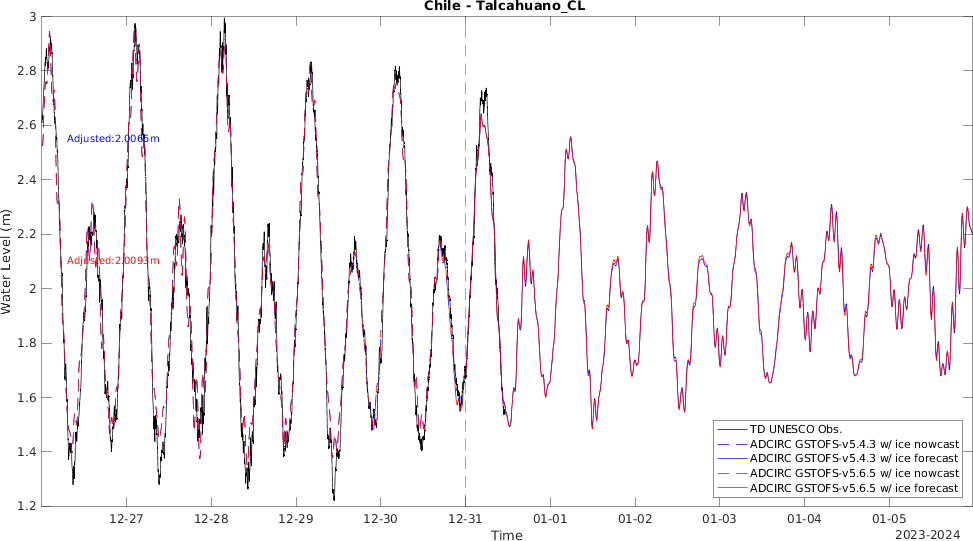 Chile - Talcahuano_CL
3
2.8
2.6
2.4
2.2
2
1.8
1.6
1.4
1.2
Water Level (m)
Adjusted:2.0065m
Adjusted:2.0093m
TD UNESCO Obs.
ADCIRC GSTOFS-v5.4.3 w/ ice nowcast
ADCIRC GSTOFS-v5.4.3 w/ ice forecast
ADCIRC GSTOFS-v5.6.5 w/ ice nowcast
ADCIRC GSTOFS-v5.6.5 w/ ice forecast
12-27 12-28 12-29 12-30 12-31 01-01 01-02 01-03 01-04 01-05
Time
2023-2024